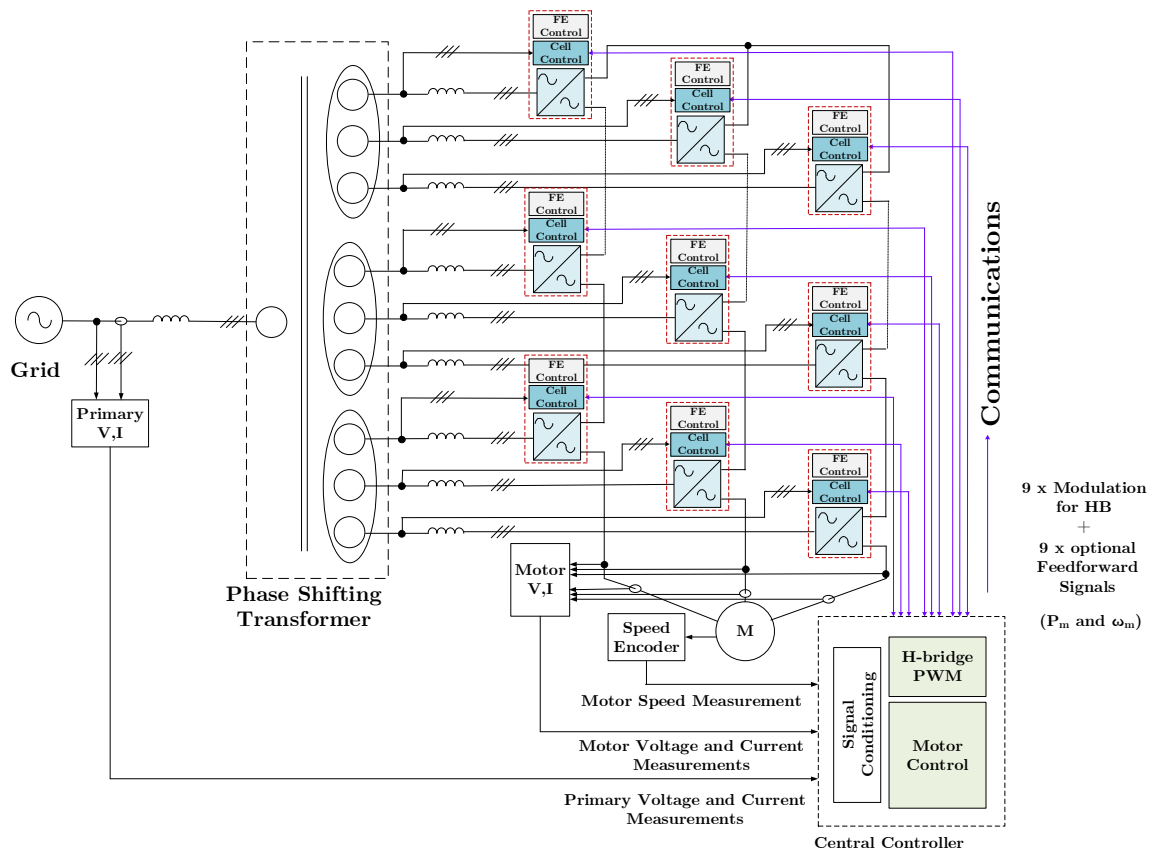 FE
Control
Cell
Control
FE
Control
Cell
Control
FE
Control
Cell
Control
FE
Control
Cell
Control
FE
Control
Cell
Control
FE
Control
Cell
Control
FE
Control
Cell
Control
FE
Control
Cell
Control
FE
Control
Cell
Control
Grid
Primary
V,I
Phase Shifting
Transformer
Communications
9 x Modulation
for HB
+
9 x optional
Feedforward
Signals
(Pₘ and ωₘ)
Motor
V,I
Speed
Encoder
M
Motor Speed Measurement
Motor Voltage and Current
Measurements
Primary Voltage and Current
Measurements
Signal
Conditioning
H-bridge
PWM
Motor
Control
Central Controller